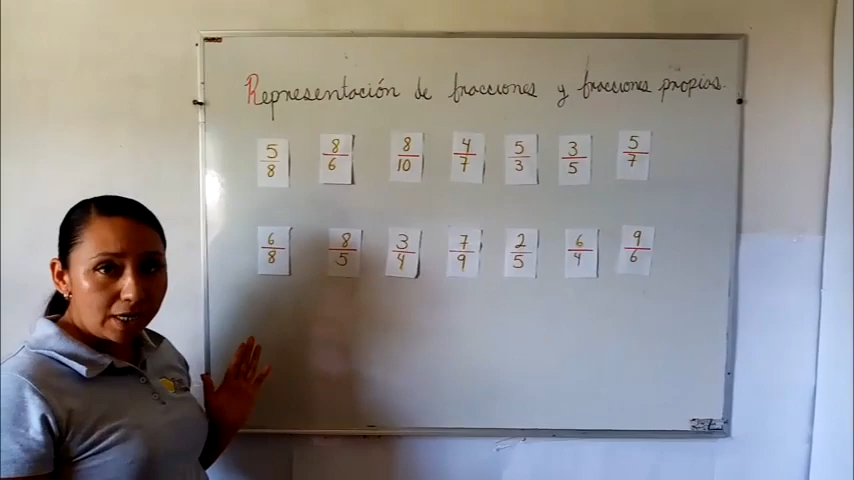 Representación de fracciones y fracciones propias.
5/8 8/6 8/10 4/7 5/3 3/5 5/7
6/8 8/5 3/4 7/9 2/5 6/4 9/6